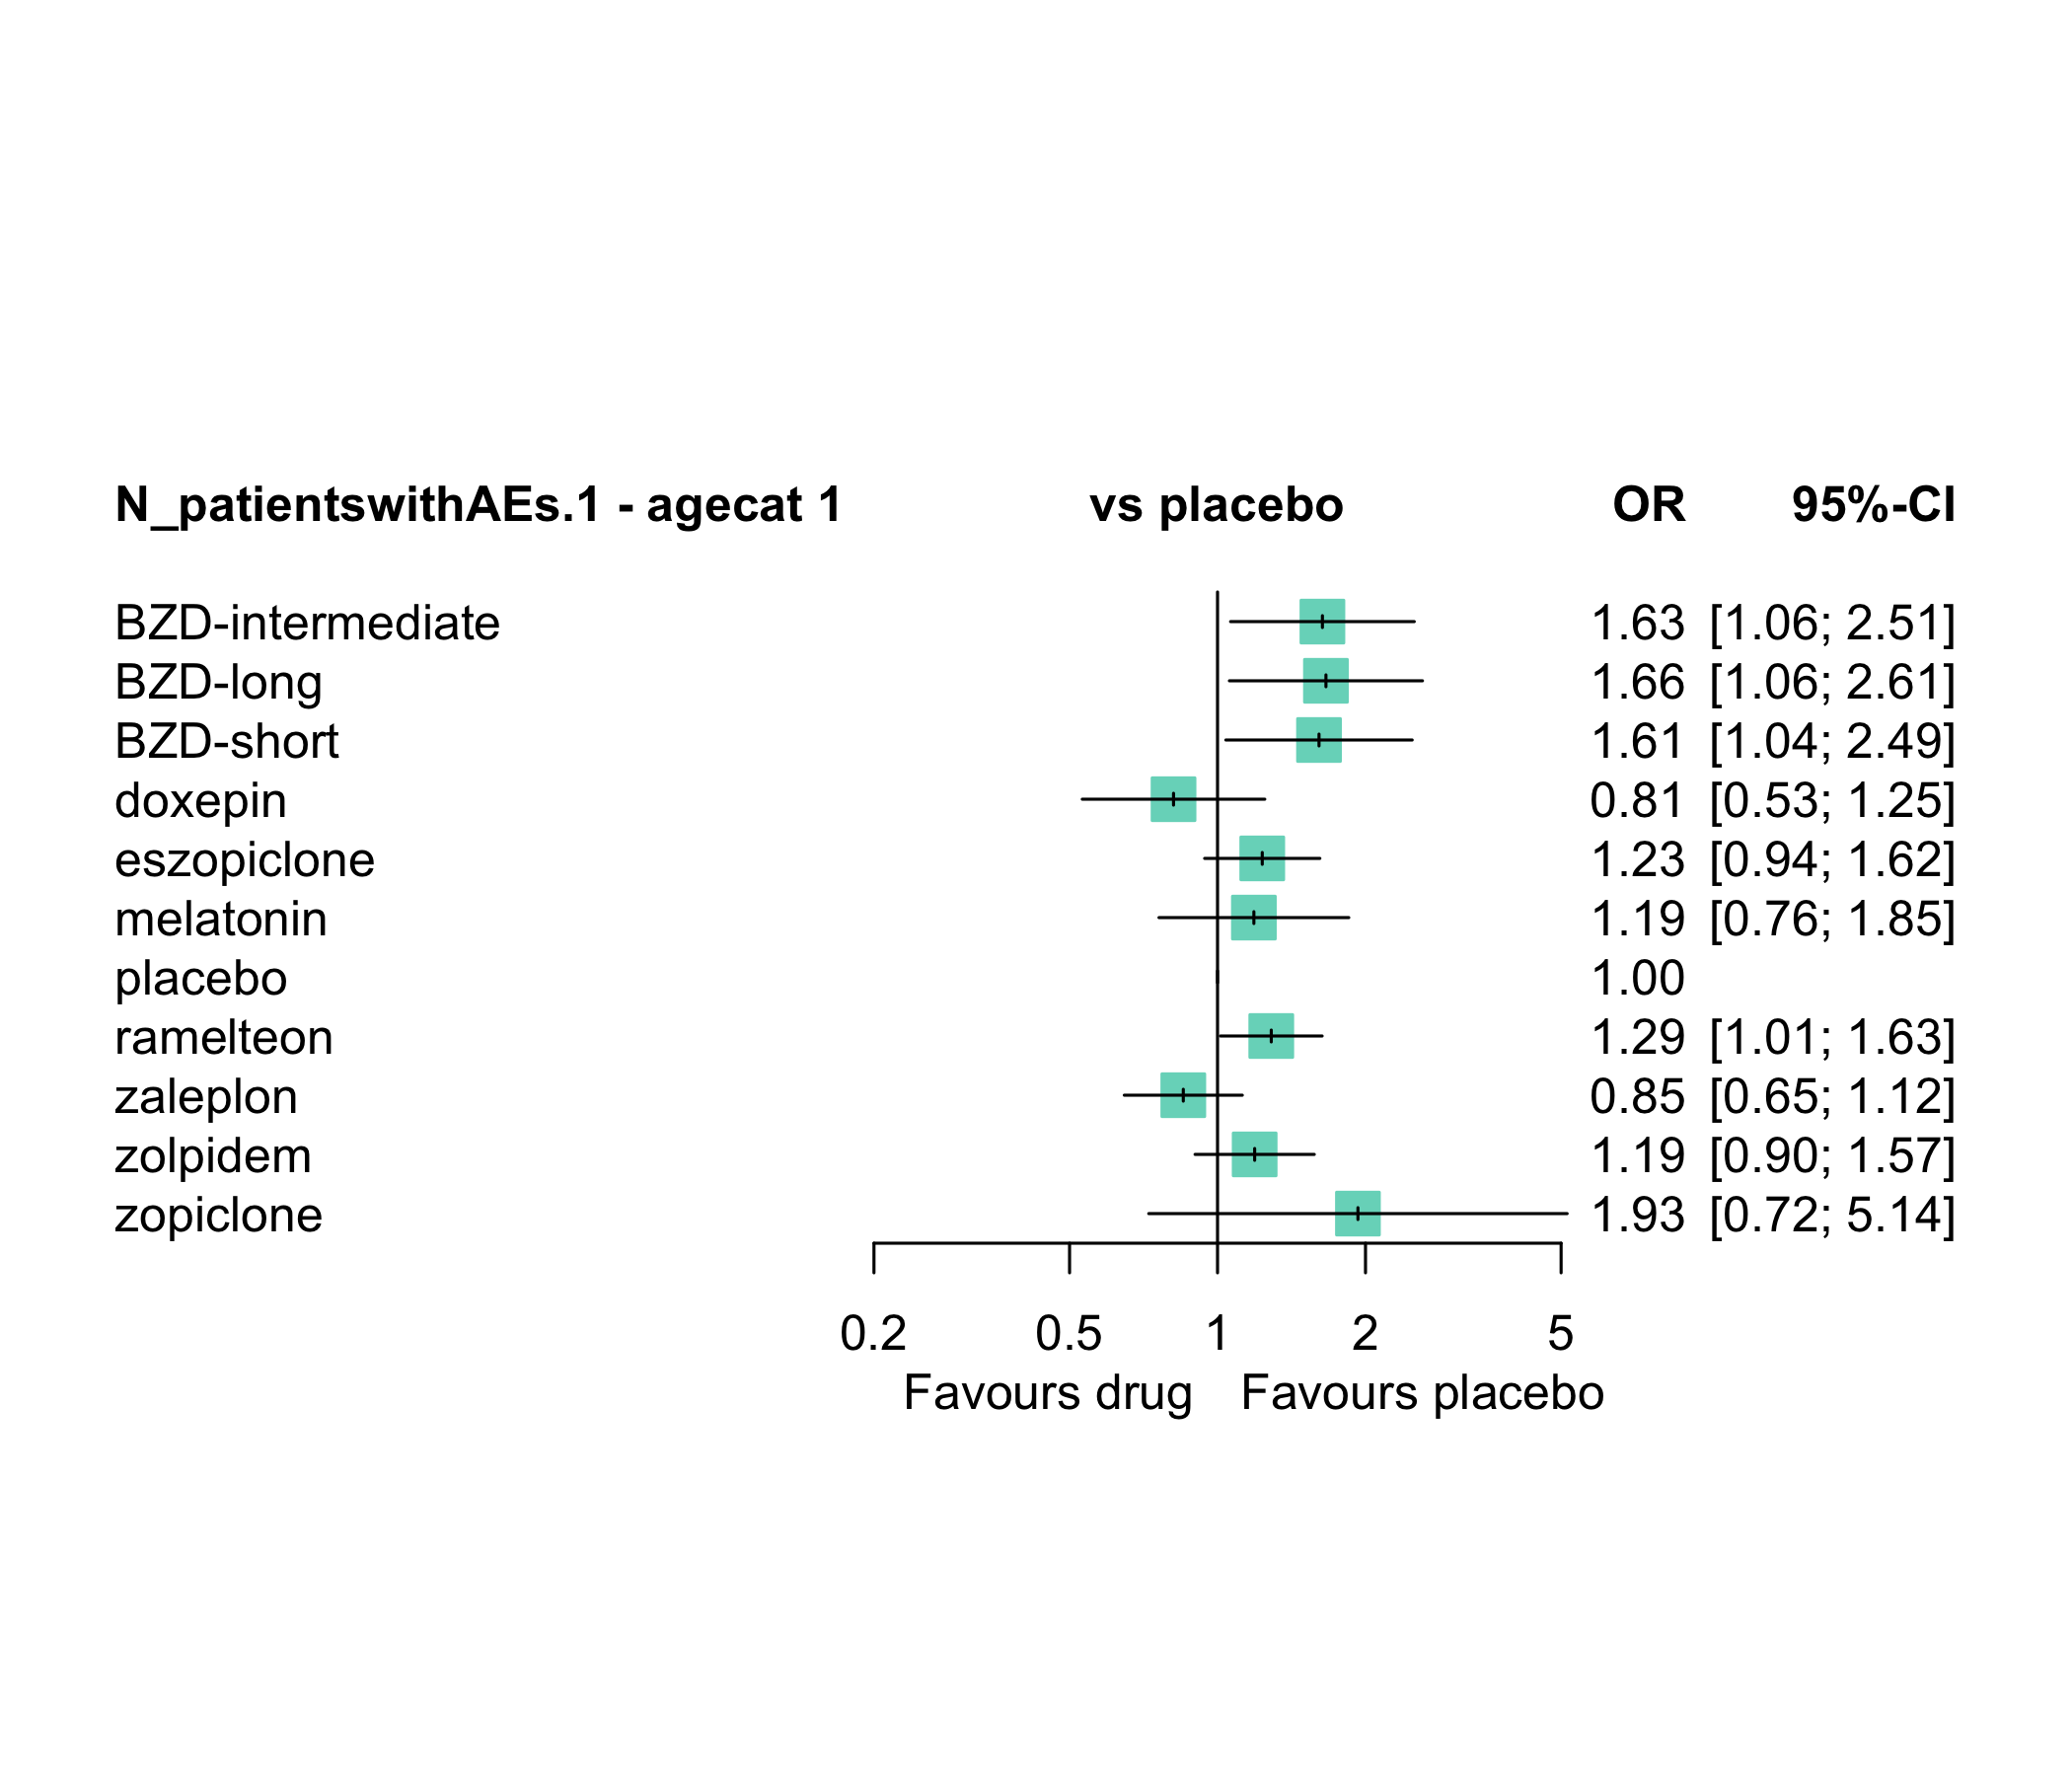 N_patientswithAEs.1 - agecat 1 vs placebo OR 95%-CI
BZD-intermediate 1.63 [1.06; 2.51]
BZD-long 1.66 [1.06; 2.61]
BZD-short 1.61 [1.04; 2.49]
doxepin 0.81 [0.53; 1.25]
eszopiclone 1.23 [0.94; 1.62]
melatonin 1.19 [0.76; 1.85]
placebo 1.00
ramelteon 1.29 [1.01; 1.63]
zaleplon 0.85 [0.65; 1.12]
zolpidem 1.19 [0.90; 1.57]
zopiclone 1.93 [0.72; 5.14]
0.2 0.5 1 2 5
Favours drug Favours placebo